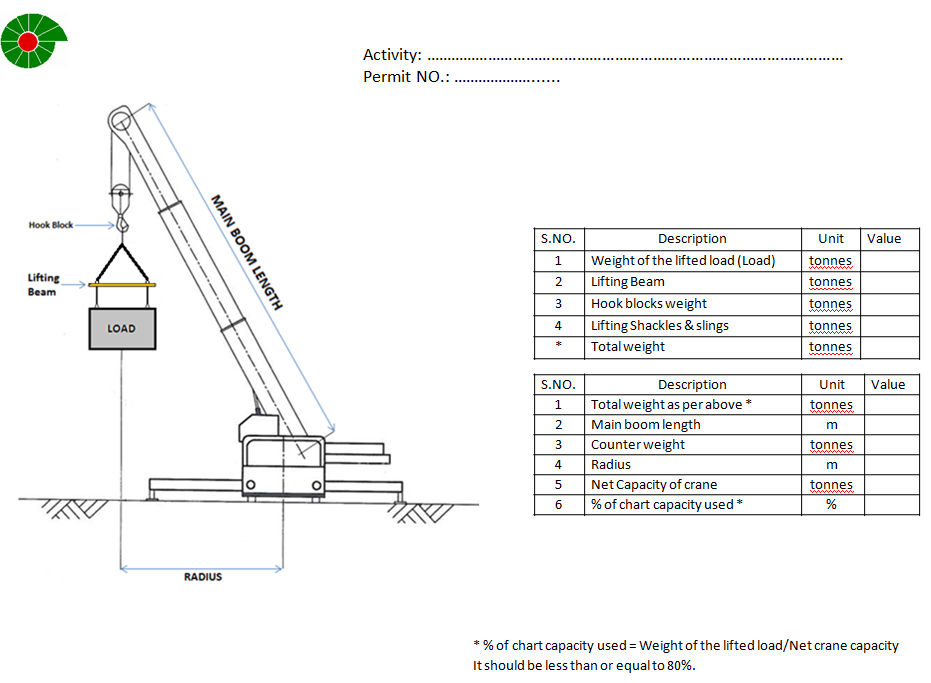 Activity: ……………………………………………………………………………………
Permit NO.: ……………………...
MAIN BOOM LENGTH
Hook Block
Lifting
Beam
LOAD
RADIUS
S.NO. Description Unit Value
1 Weight of the lifted load (Load) tonnes
2 Lifting Beam tonnes
3 Hook blocks weight tonnes
4 Lifting Shackles & slings tonnes
* Total weight tonnes
S.NO. Description Unit Value
1 Total weight as per above * tonnes
2 Main boom length m
3 Counter weight tonnes
4 Radius m
5 Net Capacity of crane tonnes
6 % of chart capacity used * %
* % of chart capacity used = Weight of the lifted load/Net crane capacity
It should be less than or equal to 80%.